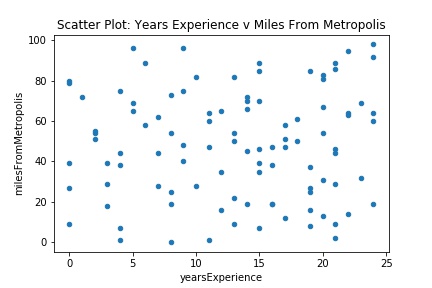 Scatter Plot: Years Experience v Miles From Metropolis
100
80
60
40
20
0
milesFromMetropolis
0 5 10 15 20 25
yearsExperience